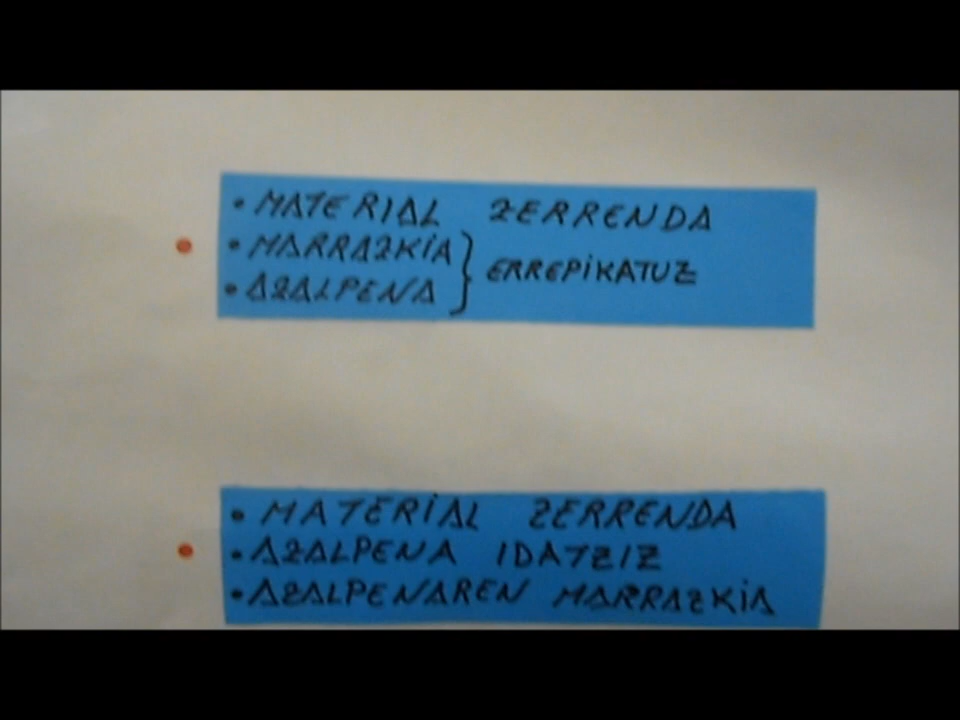 • MATERIAL ZERRENDA
• MARRAZKIA
• AZALPENA } ERREPIKATUZ
• MATERIAL ZERRENDA
• AZALPENA IDATZIZ
• AZALPENAREN MARRAZKIA